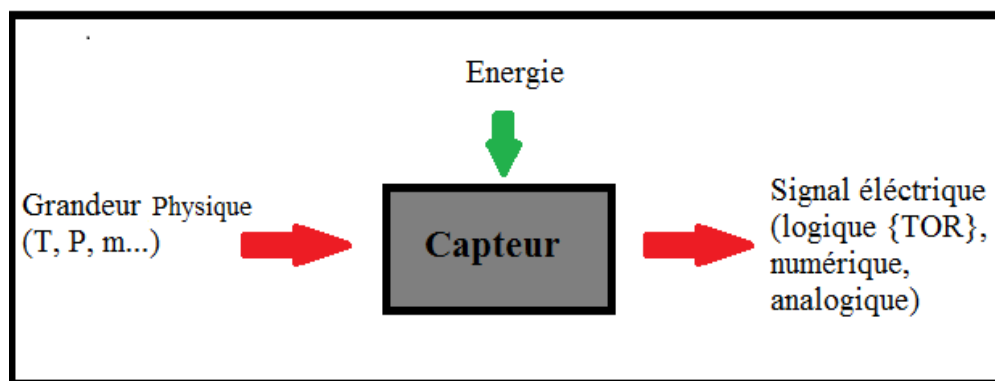 Energie
Grandeur Physique
(T, P, m...)
Capteur
Signal éléctrique
(logique {TOR},
numérique,
analogique)